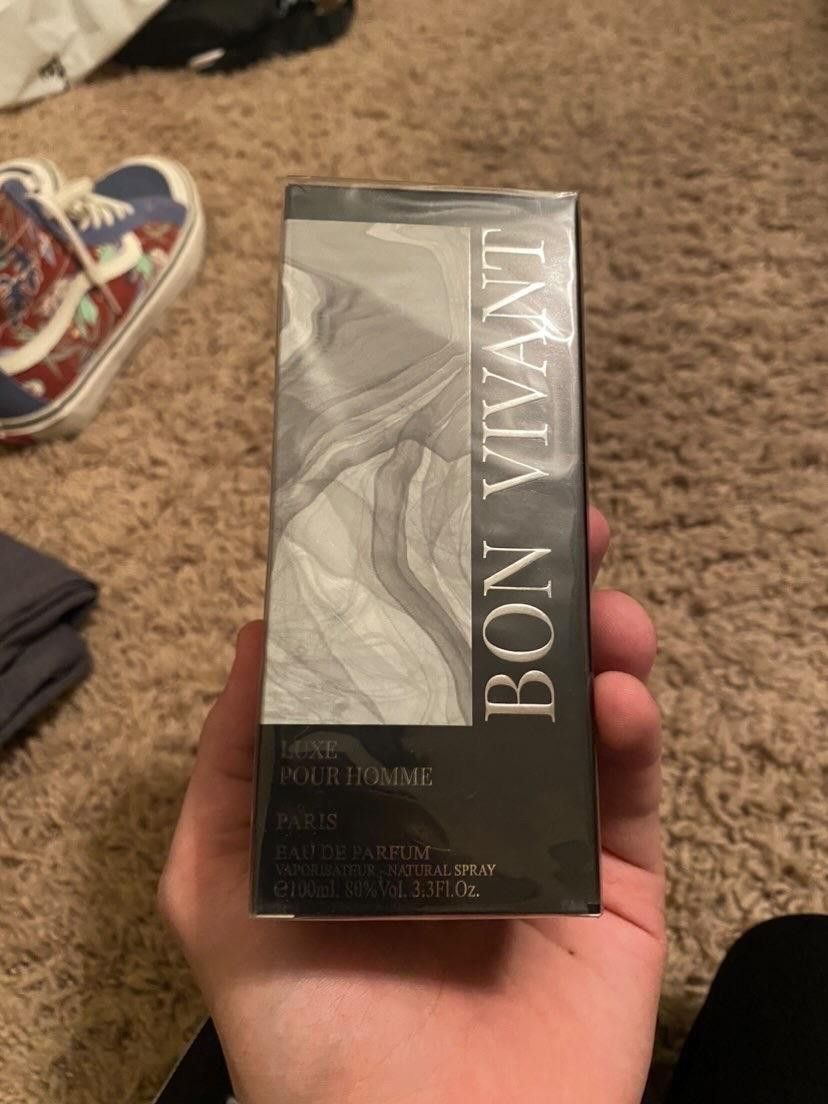 BON VIVANT
LUXE
POUR HOMME
PARIS
EAU DE PARFUM
VAPORISATEUR - NATURAL SPRAY
℮100ml. 80%Vol. 3.3Fl.Oz.